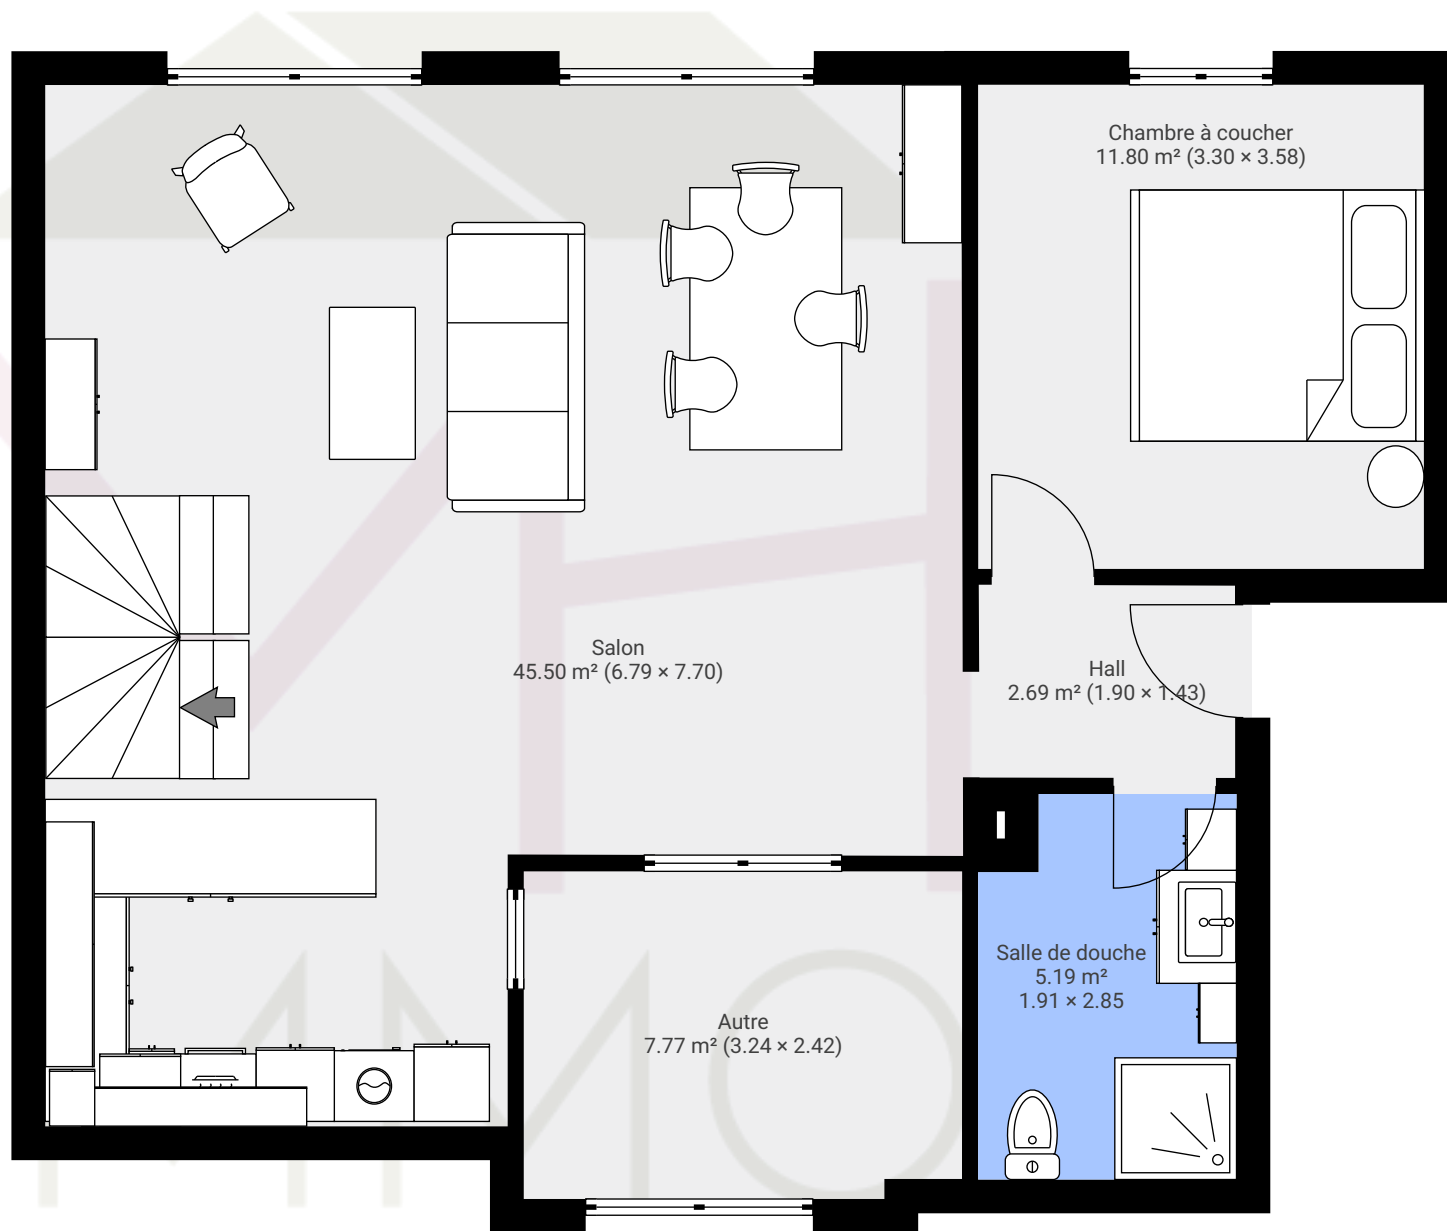 Chambre à coucher
11.80 m² (3.30 × 3.58)
Salon
45.50 m² (6.79 × 7.70)
Hall
2.69 m² (1.90 × 1.43)
Salle de douche
5.19 m²
1.91 × 2.85
Autre
7.77 m² (3.24 × 2.42)